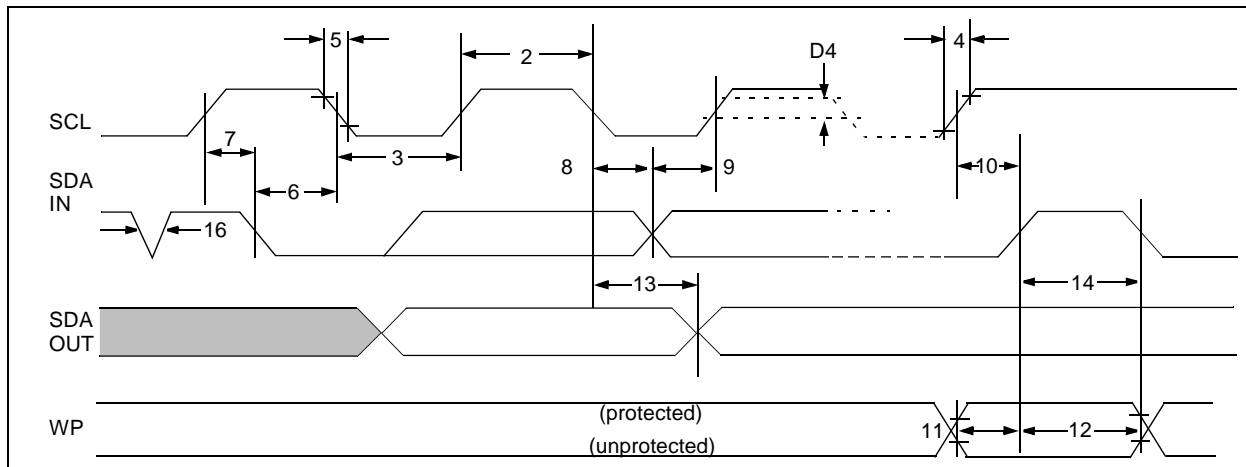 5
2
D4
4
SCL
7
3
8
9
10
SDA
IN
6
16
13
14
SDA
OUT
WP
(protected)
(unprotected)
11
12